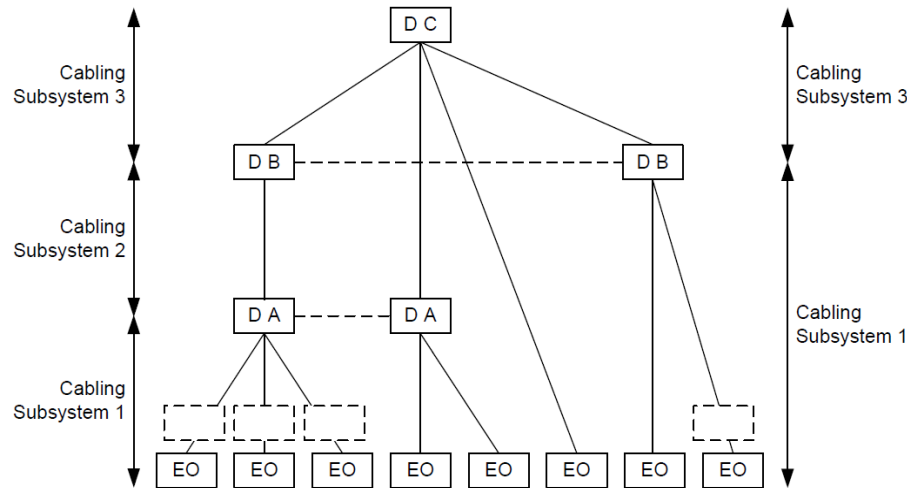 D C
Cabling
Subsystem 3
Cabling
Subsystem 3
D B
D B
Cabling
Subsystem 2
D A
D A
Cabling
Subsystem 1
Cabling
Subsystem 1
EO
EO
EO
EO
EO
EO
EO
EO